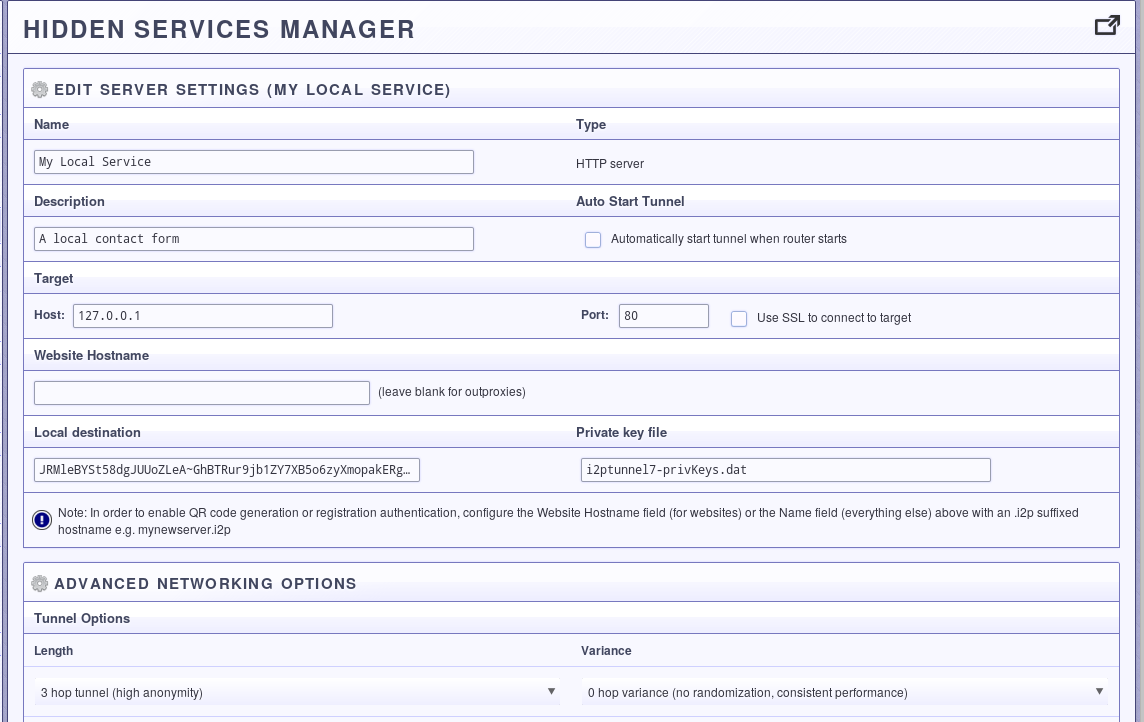 HIDDEN SERVICES MANAGER
EDIT SERVER SETTINGS (MY LOCAL SERVICE)
Name Type
My Local Service HTTP server
Description Auto Start Tunnel
A local contact form Automatically start tunnel when router starts
Target
Host: 127.0.0.1 Port: 80 Use SSL to connect to target
Website Hostname
(leave blank for outproxies)
Local destination Private key file
JRMleBYSt58dgJUUoZLeA~GhBTRur9jb1ZY7XB5o6zyXmopakERg… i2ptunnel7-privKeys.dat
Note: In order to enable QR code generation or registration authentication, configure the Website Hostname field (for websites) or the Name field (everything else) above with an .i2p suffixed
hostname e.g. mynewserver.i2p
ADVANCED NETWORKING OPTIONS
Tunnel Options
Length Variance
3 hop tunnel (high anonymity) 0 hop variance (no randomization, consistent performance)